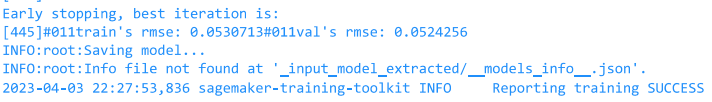 Early stopping, best iteration is:
[445]#011train's rmse: 0.0530713#011val's rmse: 0.0524256
INFO:root:Saving model...
INFO:root:Info file not found at '_input_model_extracted/__models_info__.json'.
2023-04-03 22:27:53,836 sagemaker-training-toolkit INFO     Reporting training SUCCESS